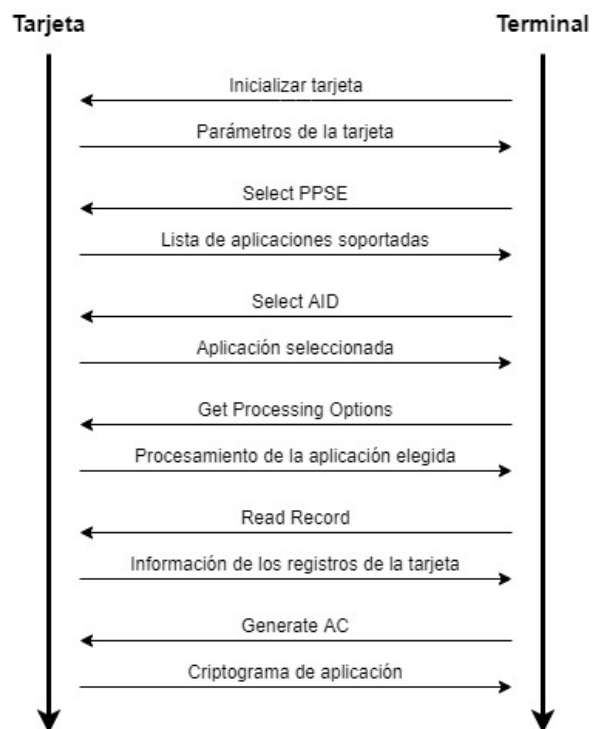 Tarjeta
Terminal
Inicializar tarjeta
Parámetros de la tarjeta
Select PPSE
Lista de aplicaciones soportadas
Select AID
Aplicación seleccionada
Get Processing Options
Procesamiento de la aplicación elegida
Read Record
Información de los registros de la tarjeta
Generate AC
Criptograma de aplicación